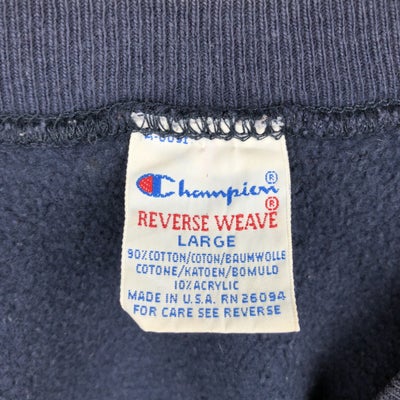 Champion®
®
REVERSE WEAVE
LARGE
90% COTTON/COTON/BAUMWOLLE
COTONE/KATOEN/BOMULD
10% ACRYLIC
MADE IN U.S.A. RN 26094
FOR CARE SEE REVERSE